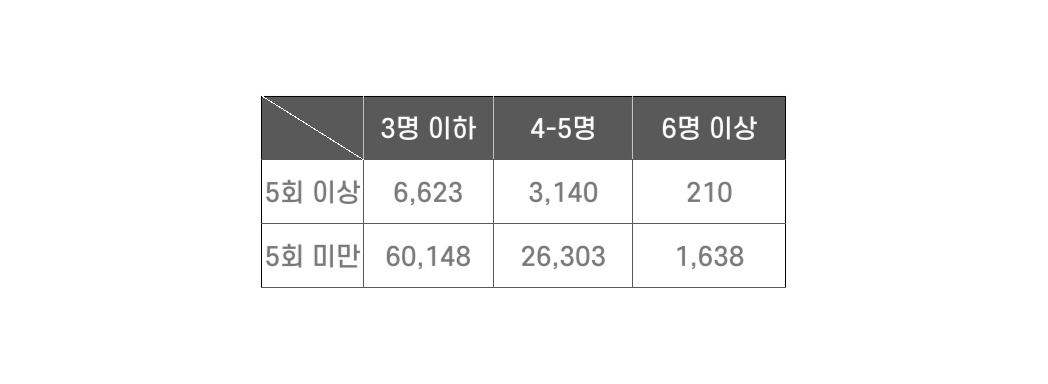 3명 이하 4-5명 6명 이상
5회 이상 6,623 3,140 210
5회 미만 60,148 26,303 1,638